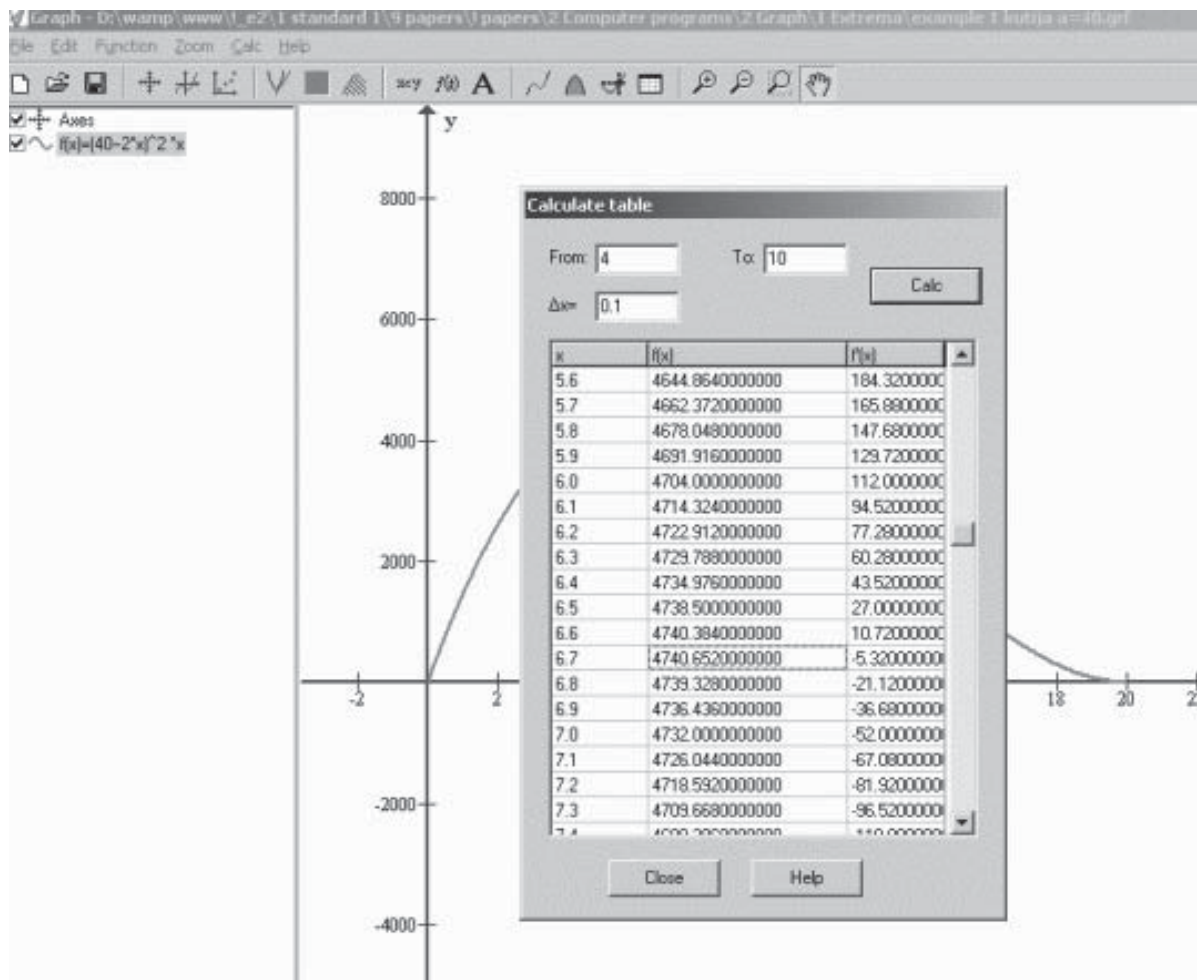 Graph - D:\wamp\www\!_e2\1 standard 1\9 papers\! papers\2 Computer programs\2 Graph\1 Extrema\example 1 kutija a=40.grf
File Edit Function Zoom Calc Help
Axes
f(x)=(40-2*x)^2 *x
y
8000
6000
4000
2000
-2000
-4000
-2
2
18
20
Calculate table
From: 4 To: 10
Calc
Δx= 0.1
x f(x) f'(x)
5.6 4644.8640000000 184.3200000
5.7 4662.3720000000 165.8800000
5.8 4678.0480000000 147.6800000
5.9 4691.9160000000 129.7200000
6.0 4704.0000000000 112.0000000
6.1 4714.3240000000 94.52000000
6.2 4722.9120000000 77.28000000
6.3 4729.7880000000 60.28000000
6.4 4734.9760000000 43.52000000
6.5 4738.5000000000 27.00000000
6.6 4740.3840000000 10.72000000
6.7 4740.6520000000 -5.32000000
6.8 4739.3280000000 -21.1200000
6.9 4736.4360000000 -36.6800000
7.0 4732.0000000000 -52.0000000
7.1 4726.0440000000 -67.0800000
7.2 4718.5920000000 -81.9200000
7.3 4709.6680000000 -96.5200000
Close Help